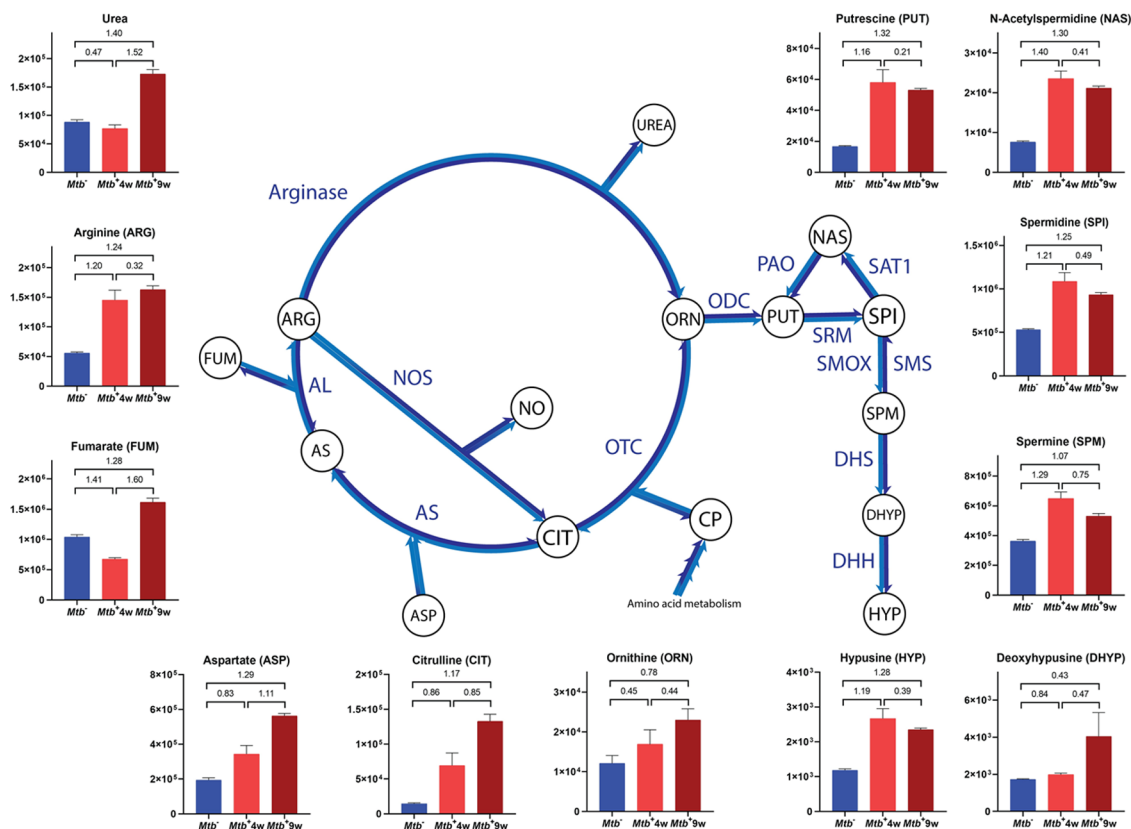 Urea
1.40
0.47 1.52
2×10⁵
2×10⁵
1×10⁵
5×10⁴
0
Mtb⁻ Mtb⁺4w Mtb⁺9w
Arginine (ARG)
1.24
1.20 0.32
2×10⁵
2×10⁵
1×10⁵
5×10⁴
0
Mtb⁻ Mtb⁺4w Mtb⁺9w
Fumarate (FUM)
1.28
1.41 1.60
2×10⁶
2×10⁶
1×10⁶
5×10⁵
0
Mtb⁻ Mtb⁺4w Mtb⁺9w
Putrescine (PUT)
1.32
1.16 0.21
8×10⁴
6×10⁴
4×10⁴
2×10⁴
0
Mtb⁻ Mtb⁺4w Mtb⁺9w
N-Acetylspermidine (NAS)
1.30
1.40 0.41
3×10⁴
2×10⁴
1×10⁴
0
Mtb⁻ Mtb⁺4w Mtb⁺9w
Spermidine (SPI)
1.25
1.21 0.49
2×10⁶
1×10⁶
5×10⁵
0
Mtb⁻ Mtb⁺4w Mtb⁺9w
Spermine (SPM)
1.07
1.29 0.75
8×10⁵
6×10⁵
4×10⁵
2×10⁵
0
Mtb⁻ Mtb⁺4w Mtb⁺9w
UREA
Arginase
NAS
PAO
SAT1
ODC
ARG
ORN
PUT
SPI
SRM
FUM
SMOX
SMS
AL
NOS
NO
SPM
AS
OTC
DHS
AS
CIT
CP
DHYP
DHH
ASP
Amino acid metabolism
HYP
Aspartate (ASP)
1.29
0.83 1.11
8×10⁵
6×10⁵
4×10⁵
2×10⁵
0
Mtb⁻ Mtb⁺4w Mtb⁺9w
Citrulline (CIT)
1.17
0.86 0.85
2×10⁵
2×10⁵
1×10⁵
5×10⁴
0
Mtb⁻ Mtb⁺4w Mtb⁺9w
Ornithine (ORN)
0.78
0.45 0.44
3×10⁴
2×10⁴
1×10⁴
0
Mtb⁻ Mtb⁺4w Mtb⁺9w
Hypusine (HYP)
1.28
1.19 0.39
4×10³
3×10³
2×10³
1×10³
0
Mtb⁻ Mtb⁺4w Mtb⁺9w
Deoxyhypusine (DHYP)
0.43
0.84 0.47
6×10³
4×10³
2×10³
0
Mtb⁻ Mtb⁺4w Mtb⁺9w